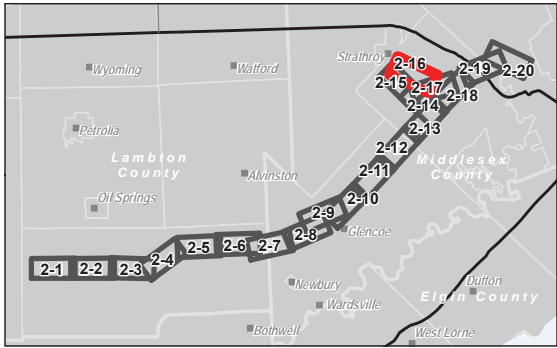 Strathroy
2-16
2-19
2-20
Wyoming
Watford
2-15
2-17
2-18
2-14
Petrolia
2-13
2-12
Lambton
County
Middlesex
County
2-11
Alvinston
Oil Springs
2-10
2-9
2-8
Glencoe
2-5
2-6
2-7
2-4
2-1
2-2
2-3
Newbury
Dutton
Elgin County
Wardsville
Bothwell
West Lorne